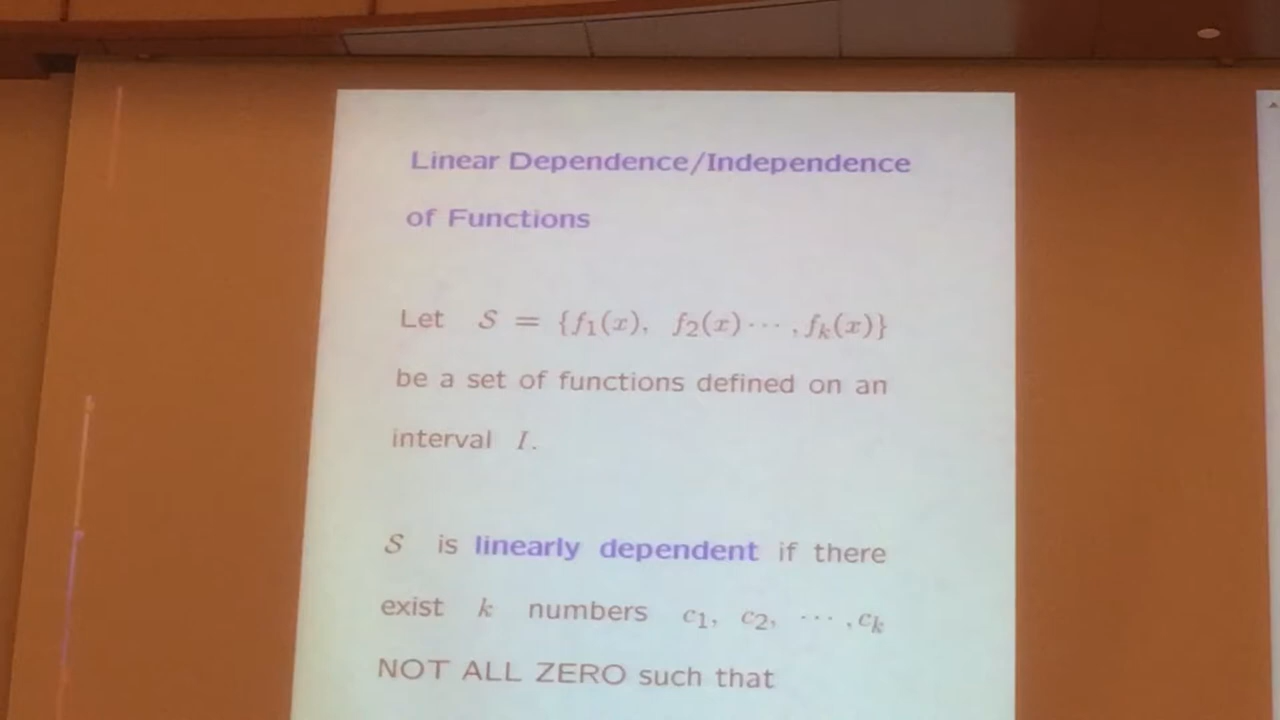 Linear Dependence/Independence
of Functions
Let 𝒮 = {f₁(x), f₂(x)⋯ , fₖ(x)}
be a set of functions defined on an
interval I.
𝒮 is linearly dependent if there
exist k numbers c₁, c₂, ⋯ , cₖ
NOT ALL ZERO such that